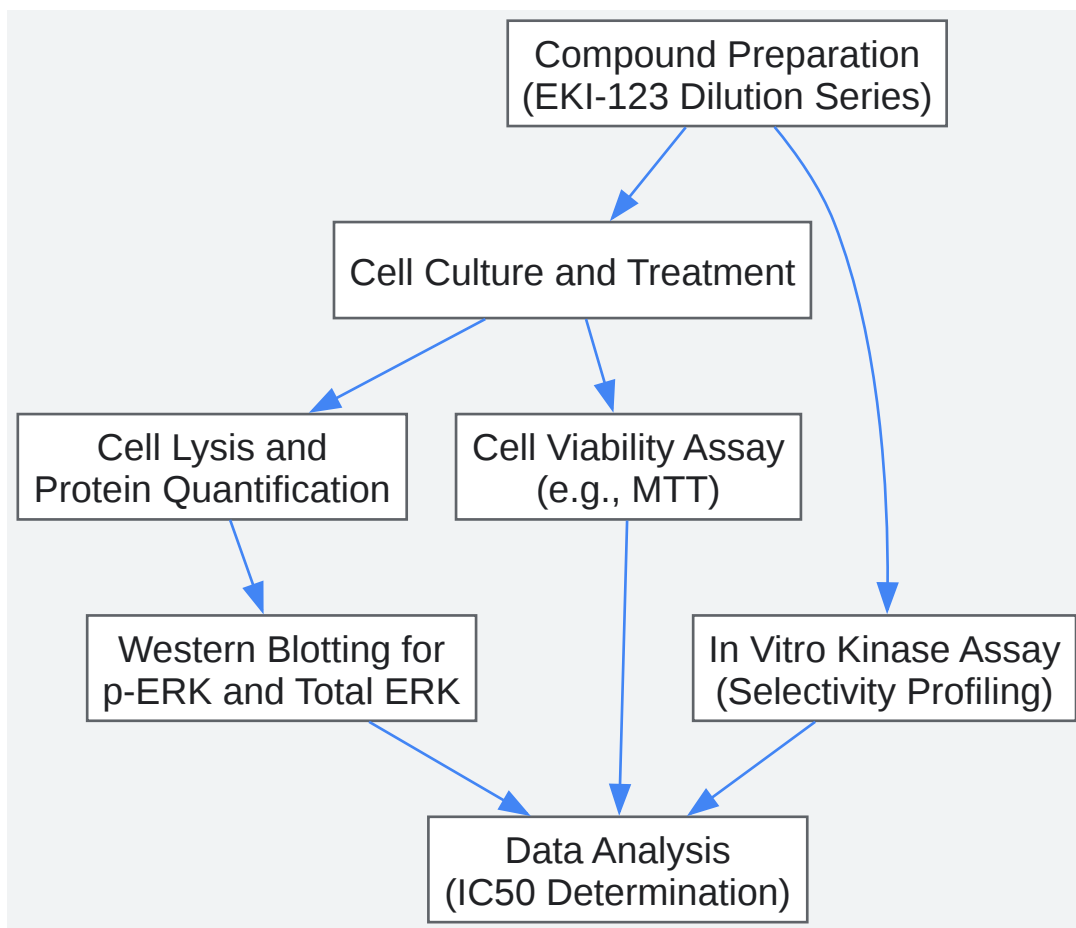 Compound Preparation
(EKI-123 Dilution Series)
Cell Culture and Treatment
Cell Lysis and
Protein Quantification
Cell Viability Assay
(e.g., MTT)
Western Blotting for
p-ERK and Total ERK
In Vitro Kinase Assay
(Selectivity Profiling)
Data Analysis
(IC50 Determination)